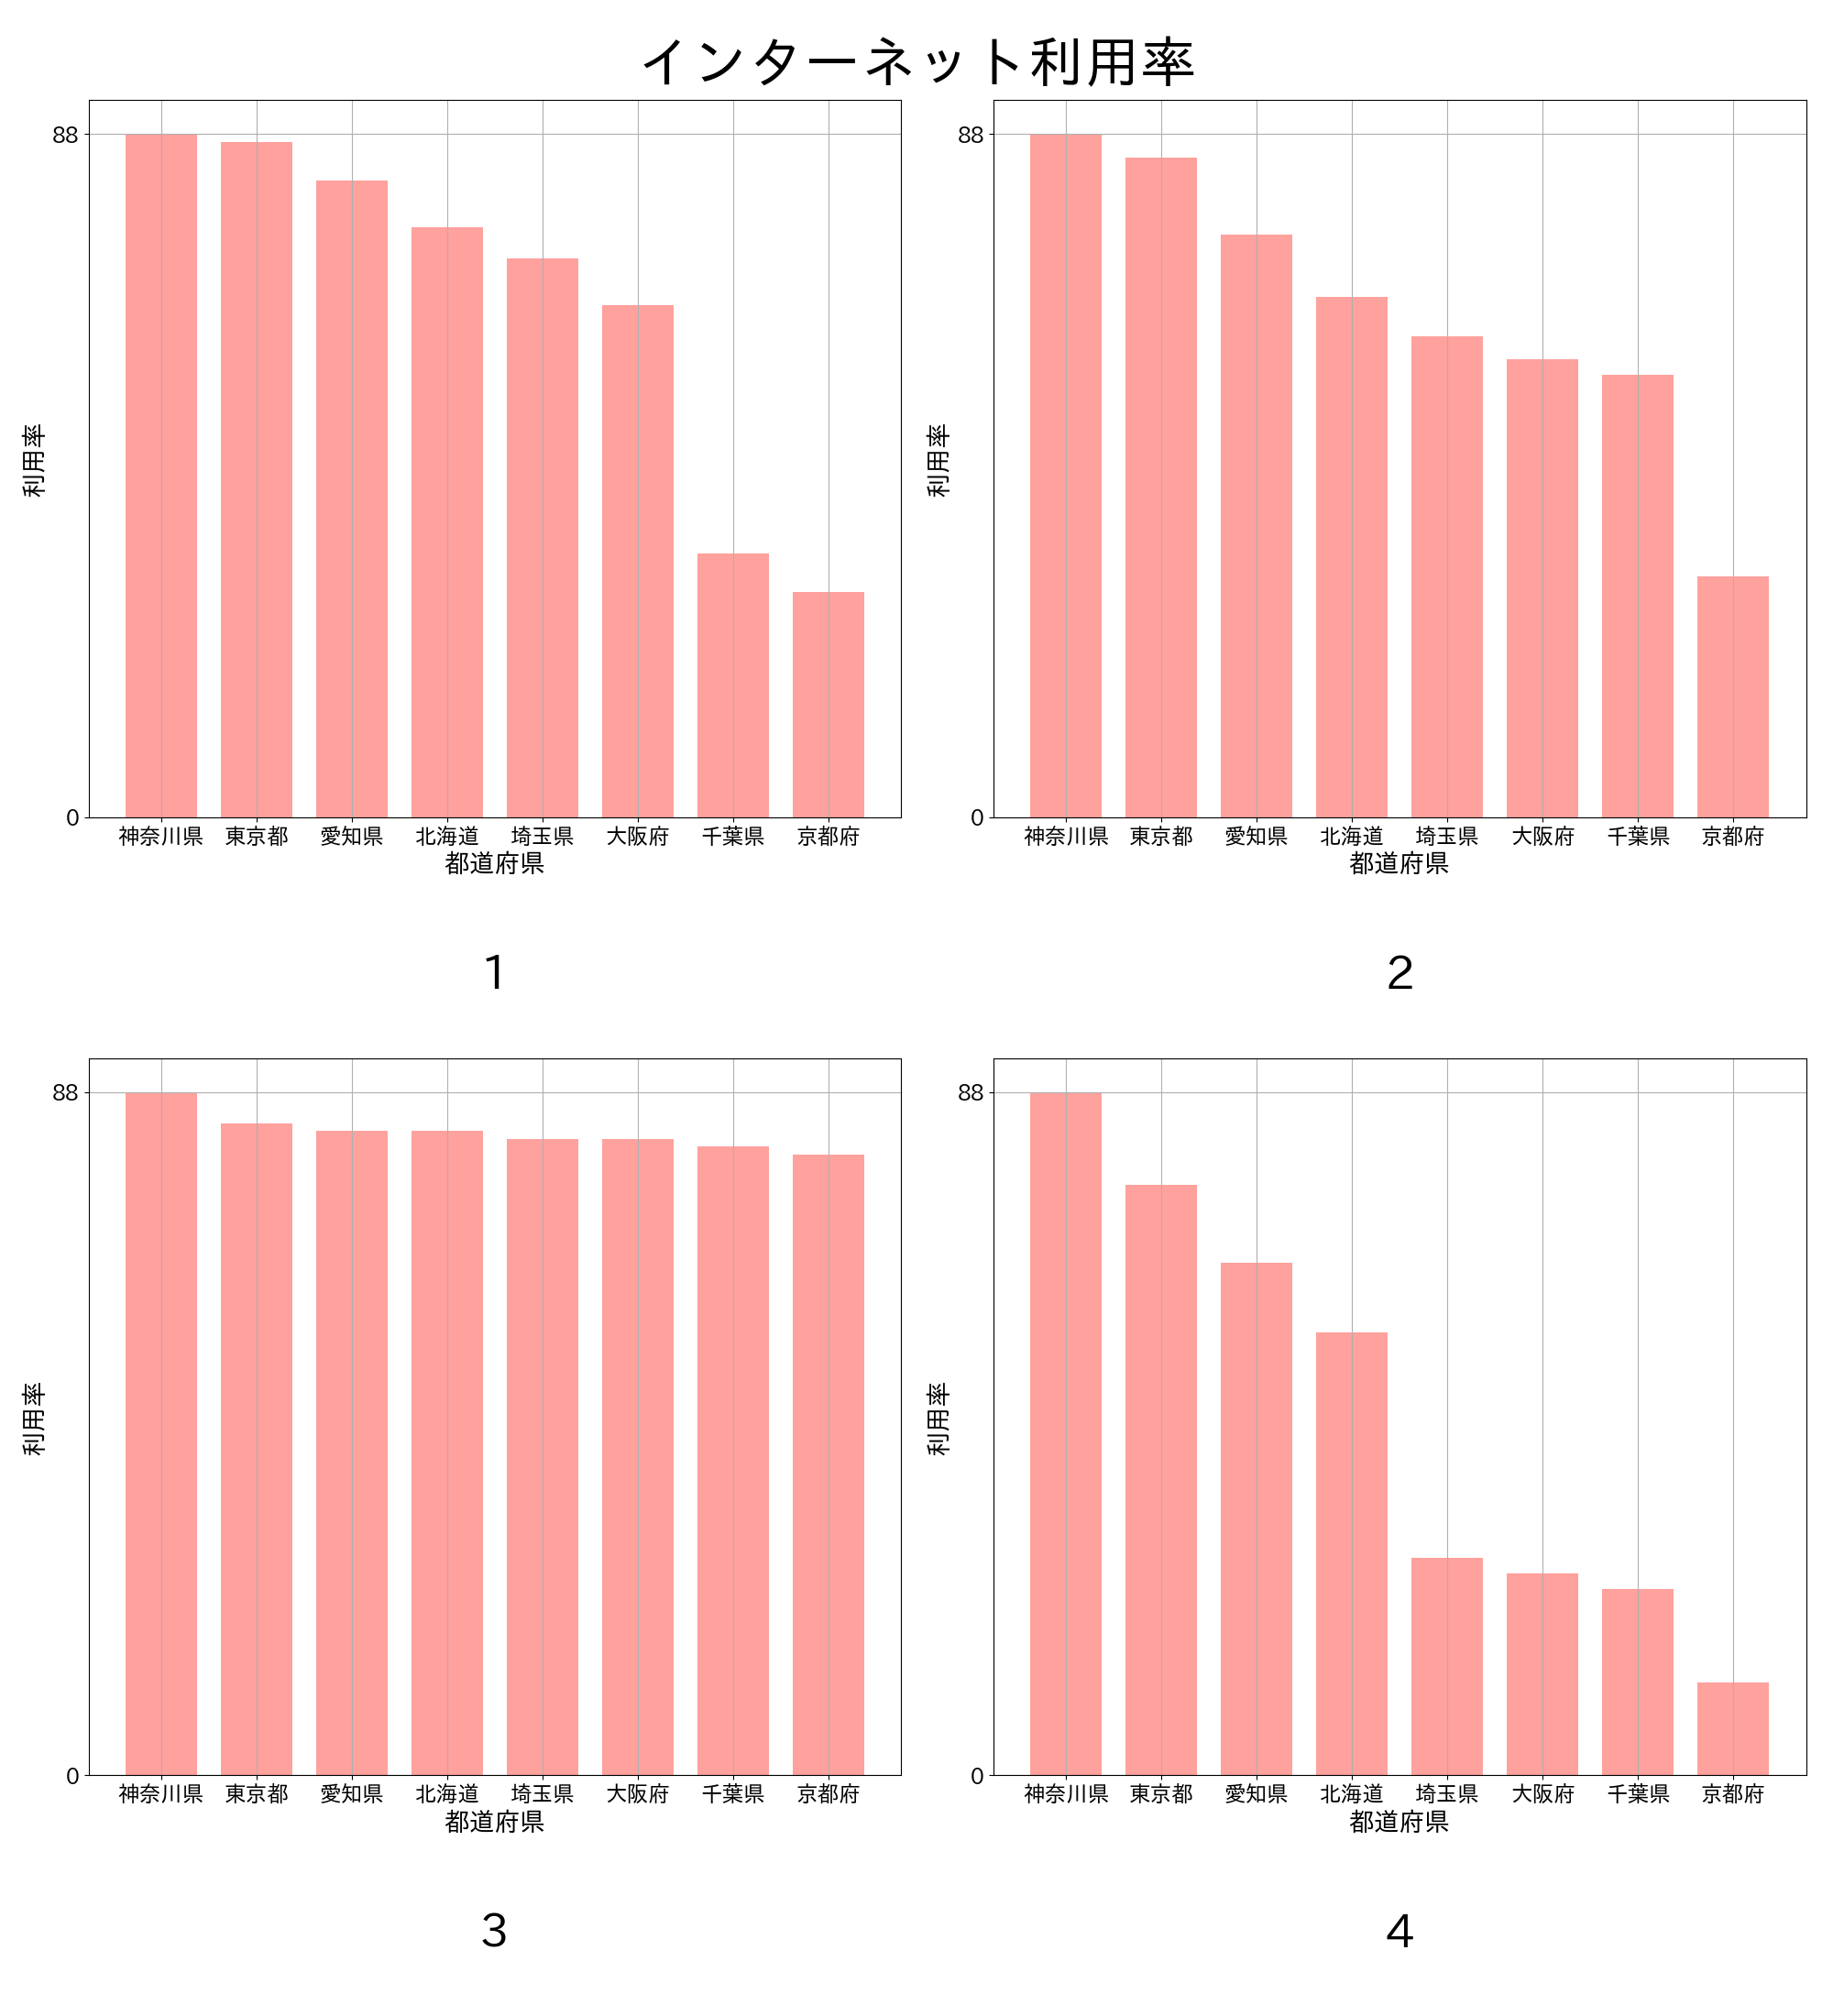 インターネット利用率
88
0
利用率
神奈川県 東京都 愛知県 北海道 埼玉県 大阪府 千葉県 京都府
都道府県
1
88
0
利用率
神奈川県 東京都 愛知県 北海道 埼玉県 大阪府 千葉県 京都府
都道府県
2
88
0
利用率
神奈川県 東京都 愛知県 北海道 埼玉県 大阪府 千葉県 京都府
都道府県
3
88
0
利用率
神奈川県 東京都 愛知県 北海道 埼玉県 大阪府 千葉県 京都府
都道府県
4